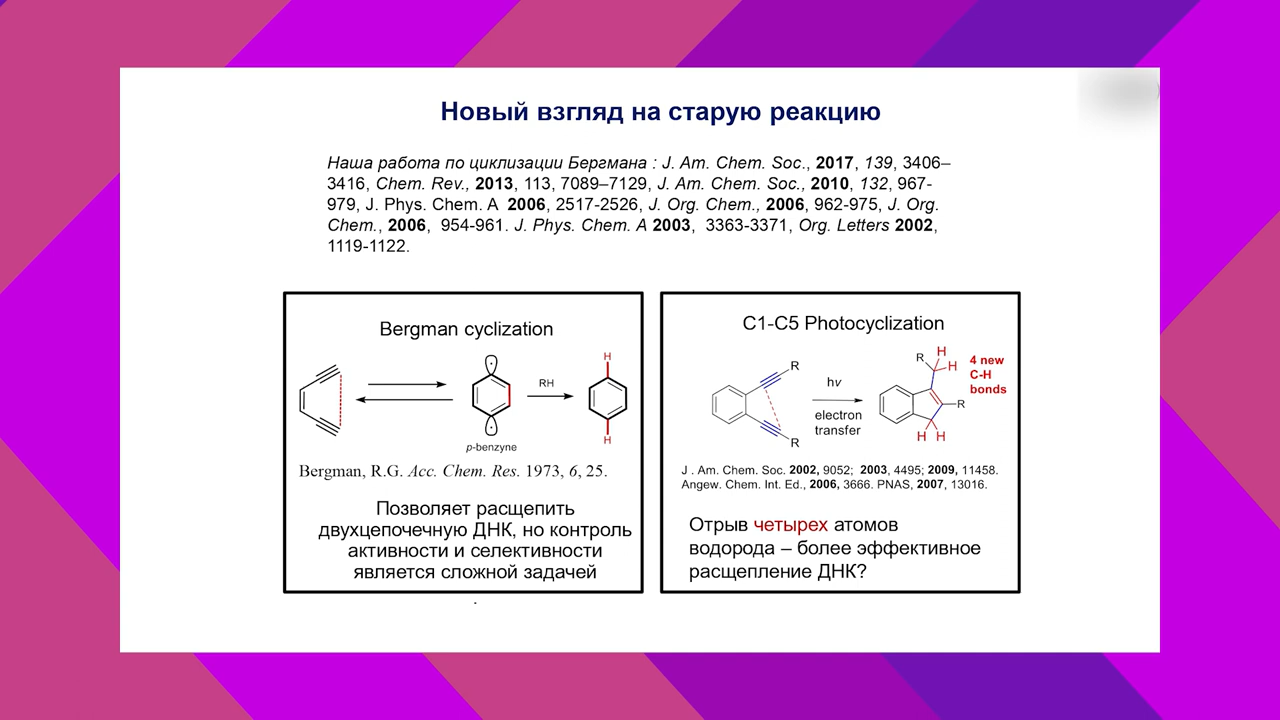 Новый взгляд на старую реакцию
Наша работа по циклизации Бергмана : J. Am. Chem. Soc., 2017, 139, 3406–
3416, Chem. Rev., 2013, 113, 7089–7129, J. Am. Chem. Soc., 2010, 132, 967-
979, J. Phys. Chem. A 2006, 2517-2526, J. Org. Chem., 2006, 962-975, J. Org.
Chem., 2006, 954-961. J. Phys. Chem. A 2003, 3363-3371, Org. Letters 2002,
1119-1122.
Bergman cyclization
H
RH
H
p-benzyne
Bergman, R.G. Acc. Chem. Res. 1973, 6, 25.
Позволяет расщепить
двухцепочечную ДНК, но контроль
активности и селективности
является сложной задачей
C1-C5 Photocyclization
R
R
hν
electron
transfer
R
H
H
R
H H
4 new
C-H
bonds
J . Am. Chem. Soc. 2002, 9052; 2003, 4495; 2009, 11458.
Angew. Chem. Int. Ed., 2006, 3666. PNAS, 2007, 13016.
Отрыв четырех атомов
водорода – более эффективное
расщепление ДНК?